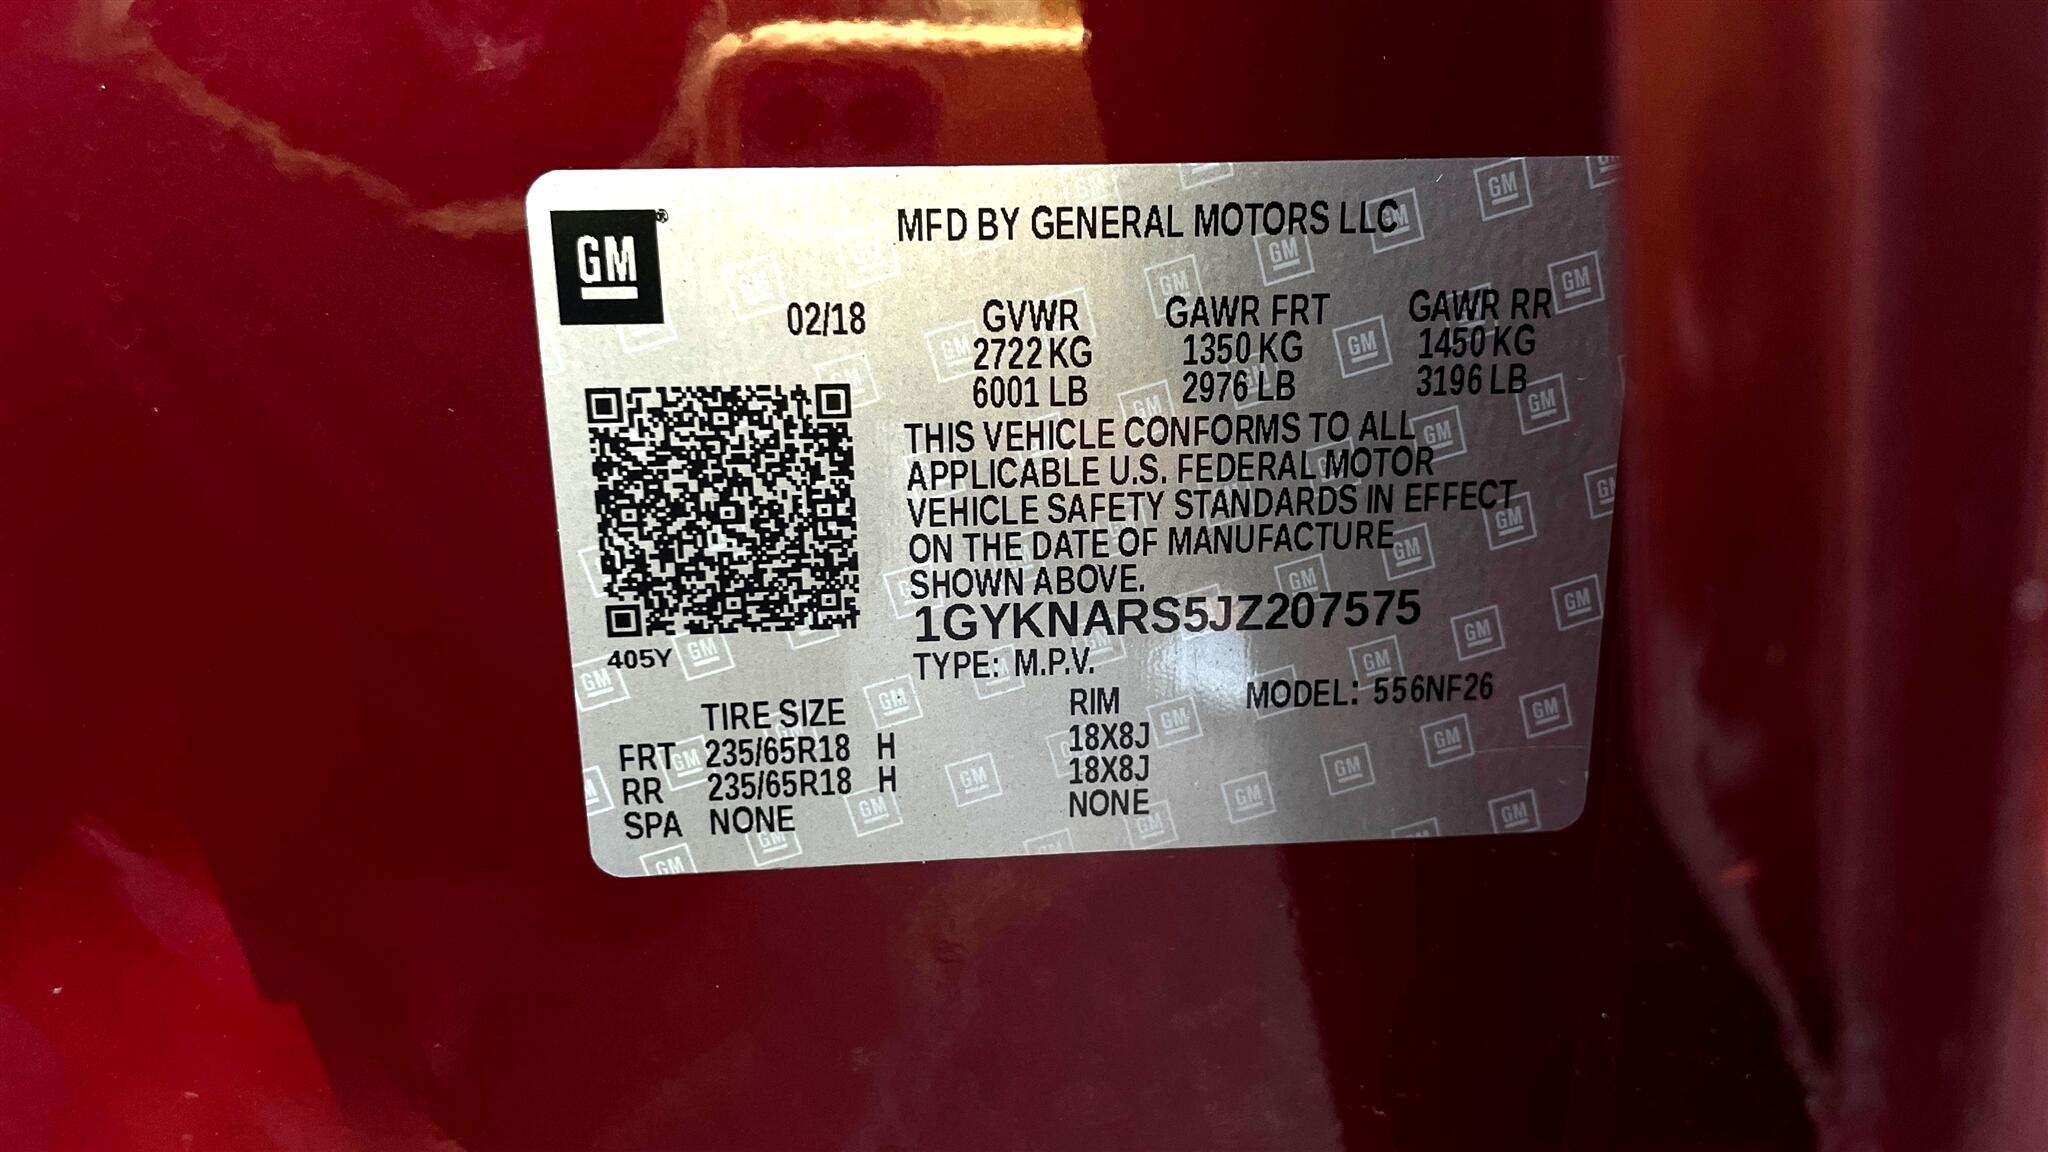 GM®
MFD BY GENERAL MOTORS LLC
02/18 GVWR GAWR FRT GAWR RR
2722 KG 1350 KG 1450 KG
6001 LB 2976 LB 3196 LB
THIS VEHICLE CONFORMS TO ALL
APPLICABLE U.S. FEDERAL MOTOR
VEHICLE SAFETY STANDARDS IN EFFECT
ON THE DATE OF MANUFACTURE
SHOWN ABOVE.
1GYKNARS5JZ207575
405Y
TYPE: M.P.V.
TIRE SIZE RIM MODEL: 556NF26
FRT 235/65R18 H 18X8J
RR 235/65R18 H 18X8J
SPA NONE NONE